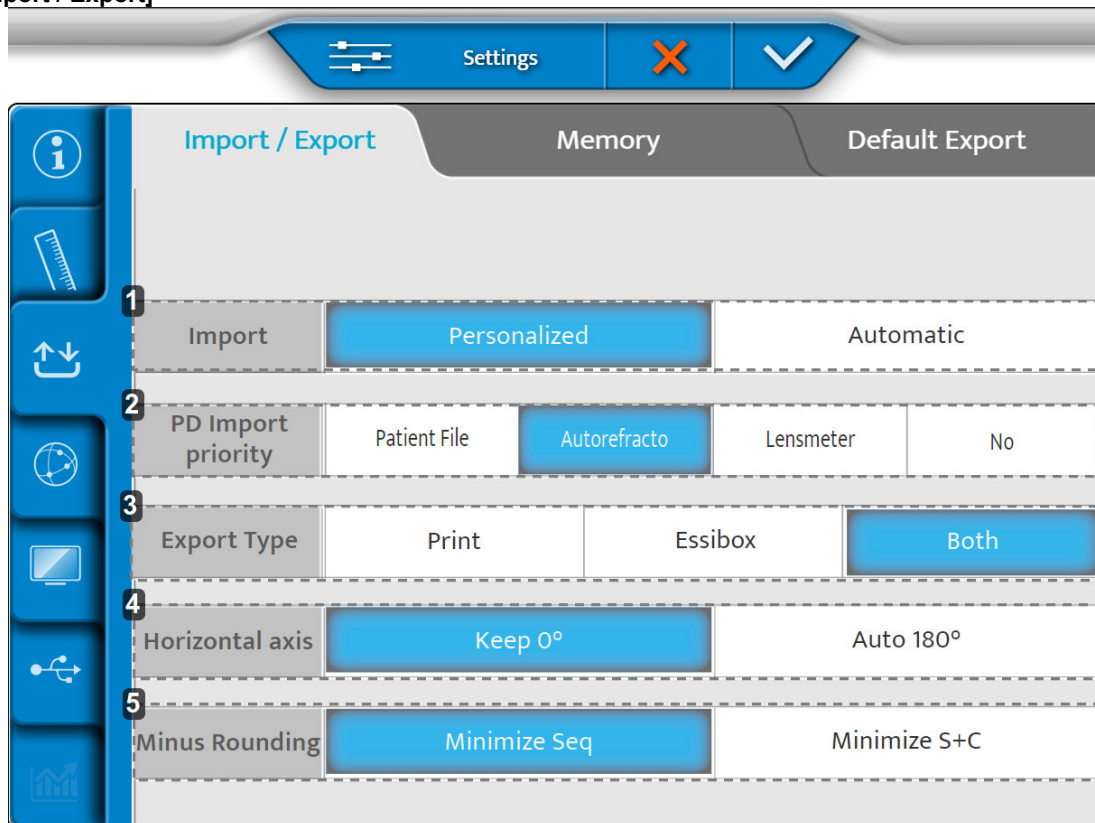 port / Export]
Settings
Import / Export Memory Default Export
1
Import Personalized Automatic
2
PD Import
priority
Patient File Autorefracto Lensmeter No
3
Export Type Print Essibox Both
4
Horizontal axis Keep 0° Auto 180°
5
Minus Rounding Minimize Seq Minimize S+C